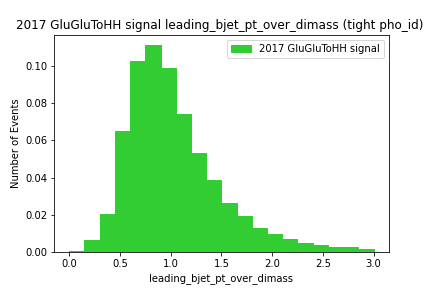 2017 GluGluToHH signal leading_bjet_pt_over_dimass (tight pho_id)
2017 GluGluToHH signal
Number of Events
0.10
0.08
0.06
0.04
0.02
0.00
0.0 0.5 1.0 1.5 2.0 2.5 3.0
leading_bjet_pt_over_dimass